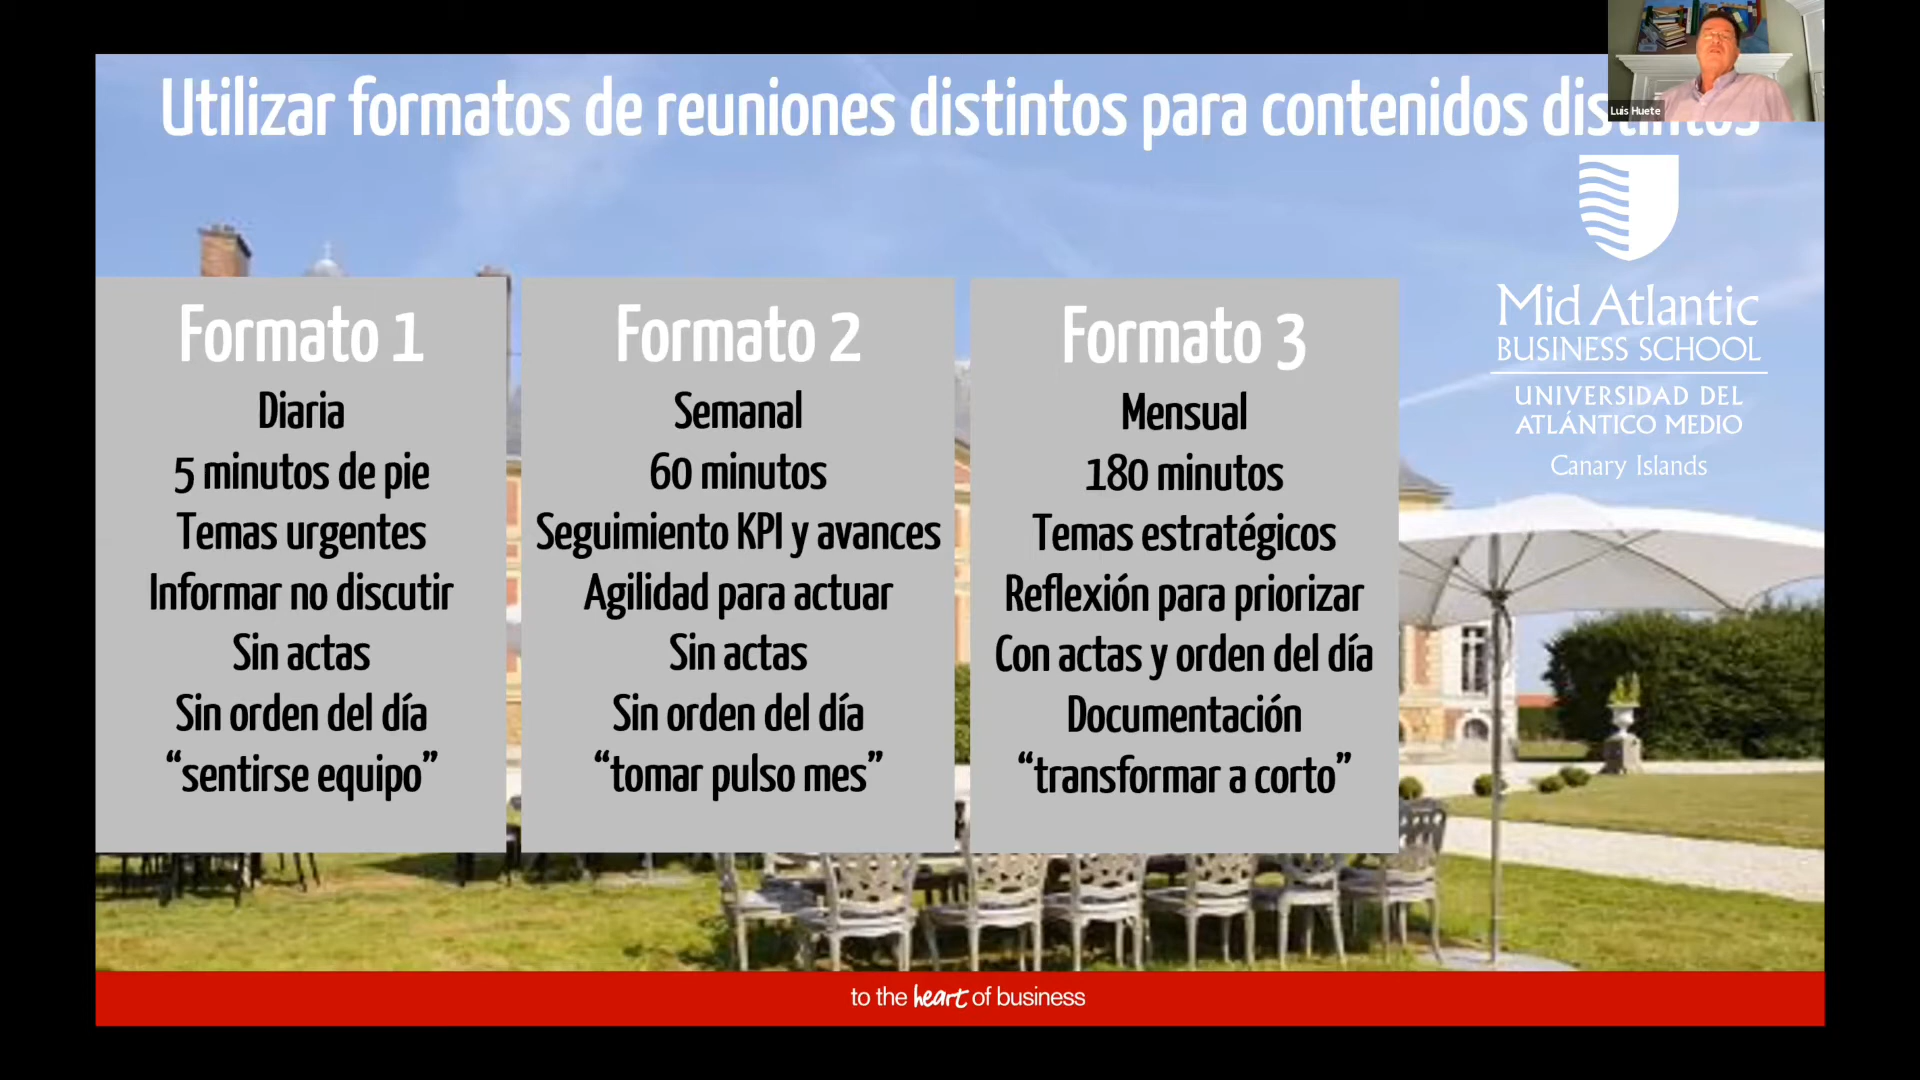 Utilizar formatos de reuniones distintos para contenidos distintos
Luis Huete
Mid Atlantic
BUSINESS SCHOOL
UNIVERSIDAD DEL
ATLÁNTICO MEDIO
Canary Islands
Formato 1
Diaria
5 minutos de pie
Temas urgentes
Informar no discutir
Sin actas
Sin orden del día
“sentirse equipo”
Formato 2
Semanal
60 minutos
Seguimiento KPI y avances
Agilidad para actuar
Sin actas
Sin orden del día
“tomar pulso mes”
Formato 3
Mensual
180 minutos
Temas estratégicos
Reflexión para priorizar
Con actas y orden del día
Documentación
“transformar a corto”
to the heart of business